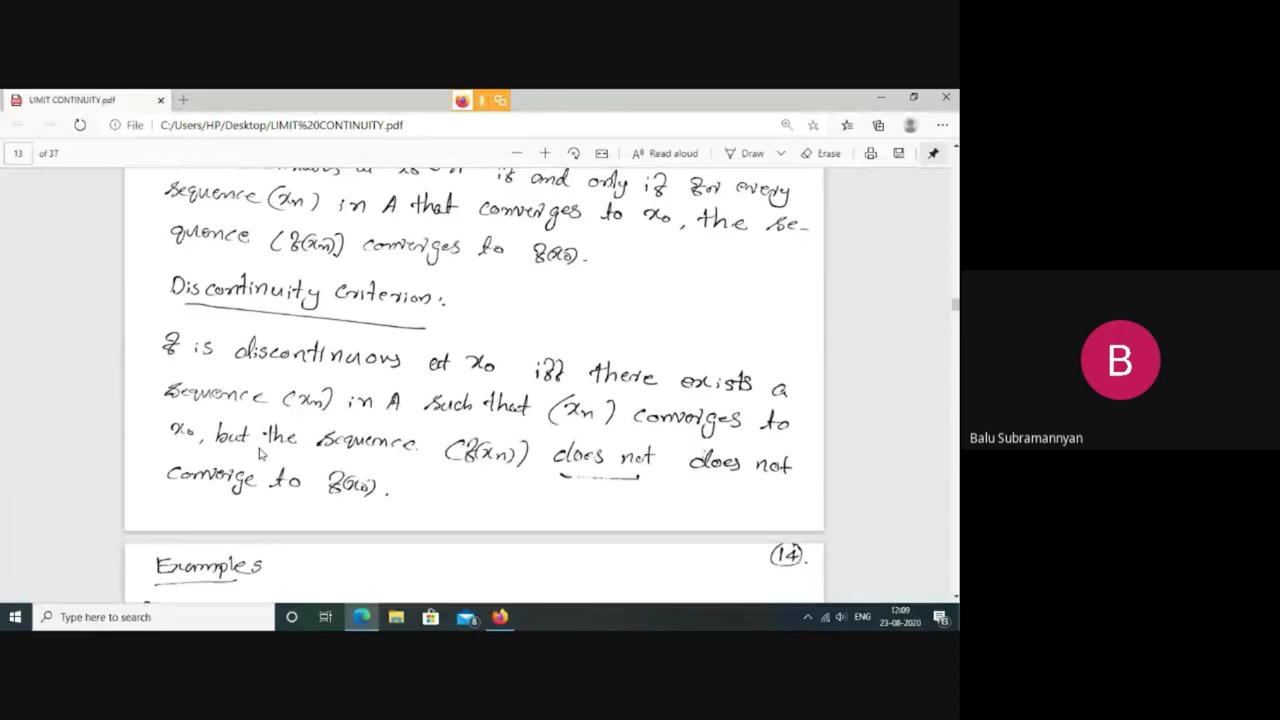 LIMIT CONTINUITY.pdf
File C:/Users/HP/Desktop/LIMIT%20CONTINUITY.pdf
13 of 37 Read aloud Draw Erase
if and only if for every
sequence (xn) in A that converges to x0, the se-
quence (f(xn)) converges to f(x0).
Discontinuity Criterion:
f is discontinuous at x0 iff there exists a
sequence (xn) in A such that (xn) converges to
x0, but the sequence (f(xn)) does not does not
converge to f(x0).
Examples 14.
B
Balu Subramannyan
Type here to search 8 ENG 12:09
23-08-2020 13